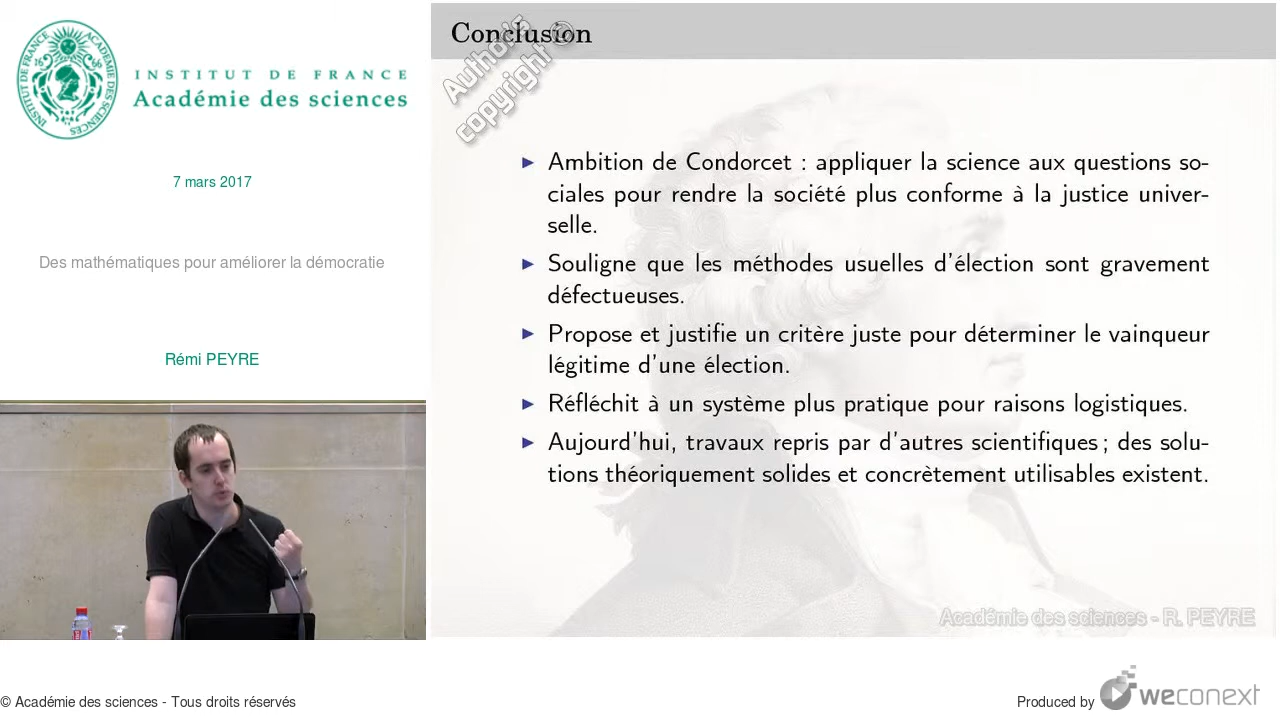 INSTITUT DE FRANCE
Académie des sciences
7 mars 2017
Des mathématiques pour améliorer la démocratie
Rémi PEYRE
Conclusion
Author's
copyright ©
Ambition de Condorcet : appliquer la science aux questions so-
ciales pour rendre la société plus conforme à la justice univer-
selle.
Souligne que les méthodes usuelles d'élection sont gravement
défectueuses.
Propose et justifie un critère juste pour déterminer le vainqueur
légitime d'une élection.
Réfléchit à un système plus pratique pour raisons logistiques.
Aujourd'hui, travaux repris par d'autres scientifiques ; des solu-
tions théoriquement solides et concrètement utilisables existent.
Académie des sciences - R. PEYRE
© Académie des sciences - Tous droits réservés
Produced by weconext